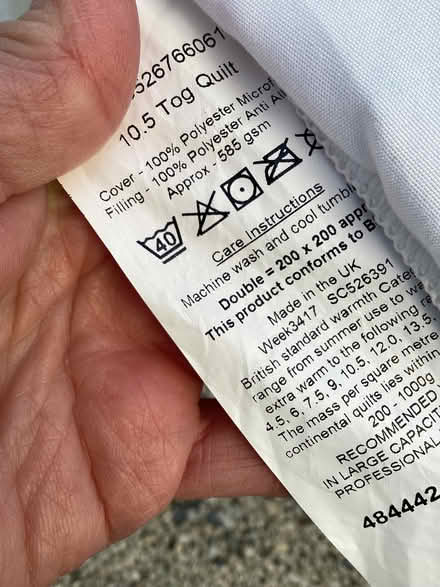 526766061
10.5 Tog Quilt
Cover - 100% Polyester
Filling - 100% Polyester Anti
Approx - 585 gsm
40
Care Instructions
Machine wash and cool tumble
Double = 200 x 200
This product conforms to
Made in the UK
Week3417 SC526391
British standard warmth
range from summer use to
extra warm to the following
4.5, 6, 7.5, 9, 10.5, 12.0, 13.5
The mass per square metre
continental quilts lies within
200 - 1000g
RECOMMENDED
IN LARGE
PROFESSIONAL
484442